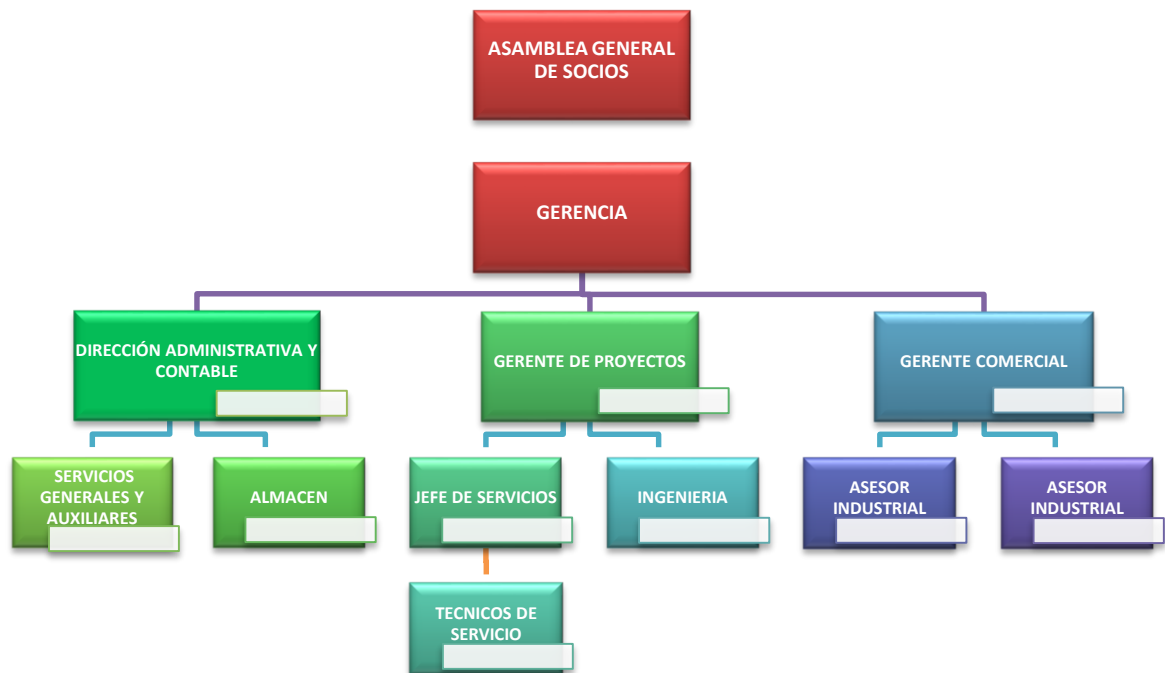 ASAMBLEA GENERAL
DE SOCIOS
GERENCIA
DIRECCIÓN ADMINISTRATIVA Y
CONTABLE
GERENTE DE PROYECTOS
GERENTE COMERCIAL
SERVICIOS
GENERALES Y
AUXILIARES
ALMACEN
JEFE DE SERVICIOS
INGENIERIA
ASESOR
INDUSTRIAL
ASESOR
INDUSTRIAL
TECNICOS DE
SERVICIO